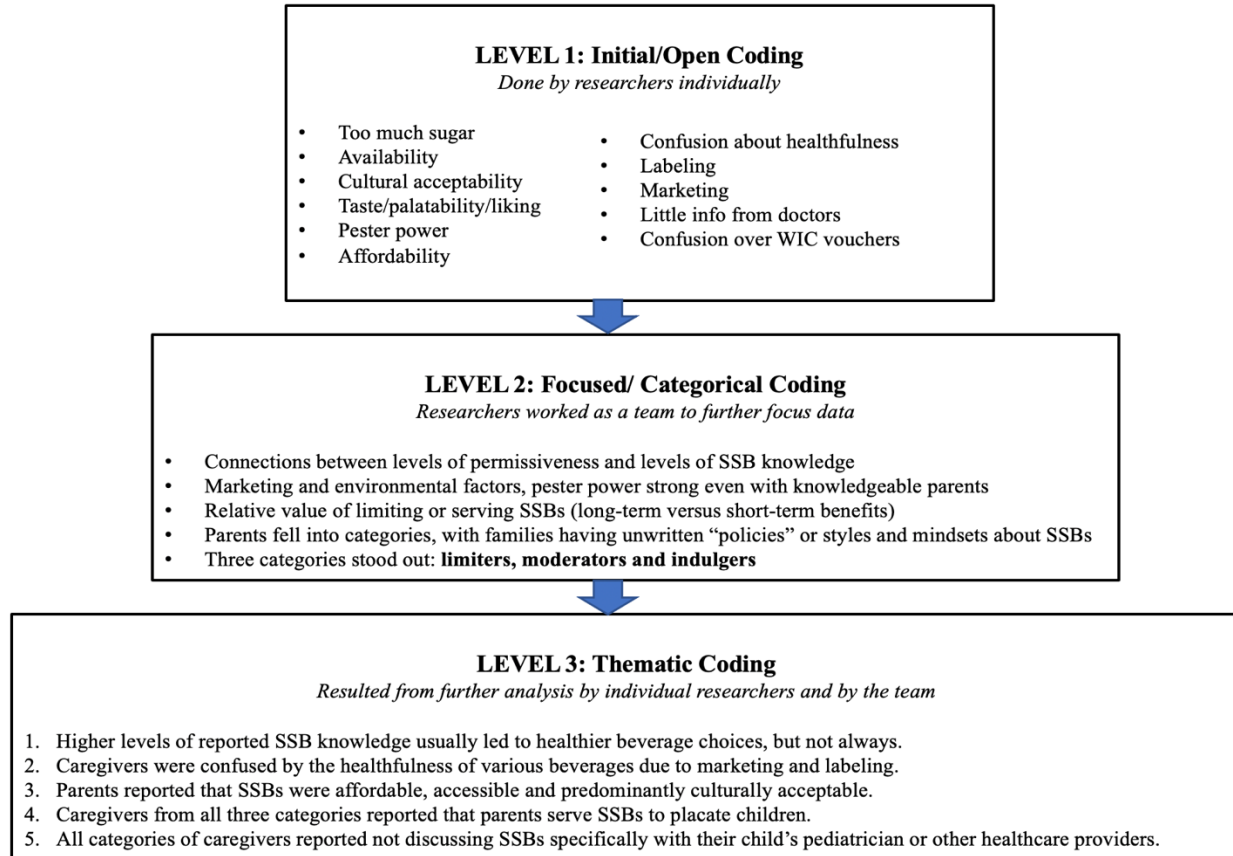 LEVEL 1: Initial/Open Coding
Done by researchers individually
• Too much sugar
• Availability
• Cultural acceptability
• Taste/palatability/liking
• Pester power
• Affordability
• Confusion about healthfulness
• Labeling
• Marketing
• Little info from doctors
• Confusion over WIC vouchers
LEVEL 2: Focused/ Categorical Coding
Researchers worked as a team to further focus data
• Connections between levels of permissiveness and levels of SSB knowledge
• Marketing and environmental factors, pester power strong even with knowledgeable parents
• Relative value of limiting or serving SSBs (long-term versus short-term benefits)
• Parents fell into categories, with families having unwritten “policies” or styles and mindsets about SSBs
• Three categories stood out: limiters, moderators and indulgers
LEVEL 3: Thematic Coding
Resulted from further analysis by individual researchers and by the team
1. Higher levels of reported SSB knowledge usually led to healthier beverage choices, but not always.
2. Caregivers were confused by the healthfulness of various beverages due to marketing and labeling.
3. Parents reported that SSBs were affordable, accessible and predominantly culturally acceptable.
4. Caregivers from all three categories reported that parents serve SSBs to placate children.
5. All categories of caregivers reported not discussing SSBs specifically with their child’s pediatrician or other healthcare providers.